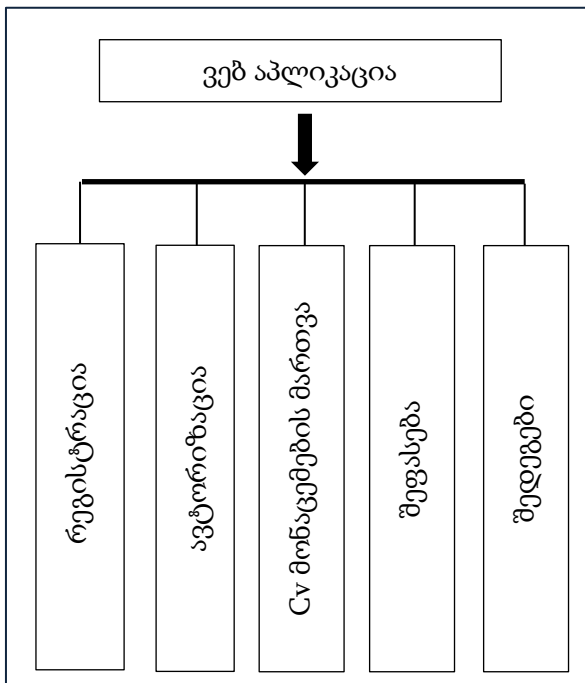 ვებ აპლიკაცია
რეგისტრაცია
ავტორიზაცია
Cv მონაცემების მართვა
შეფასება
შედეგები